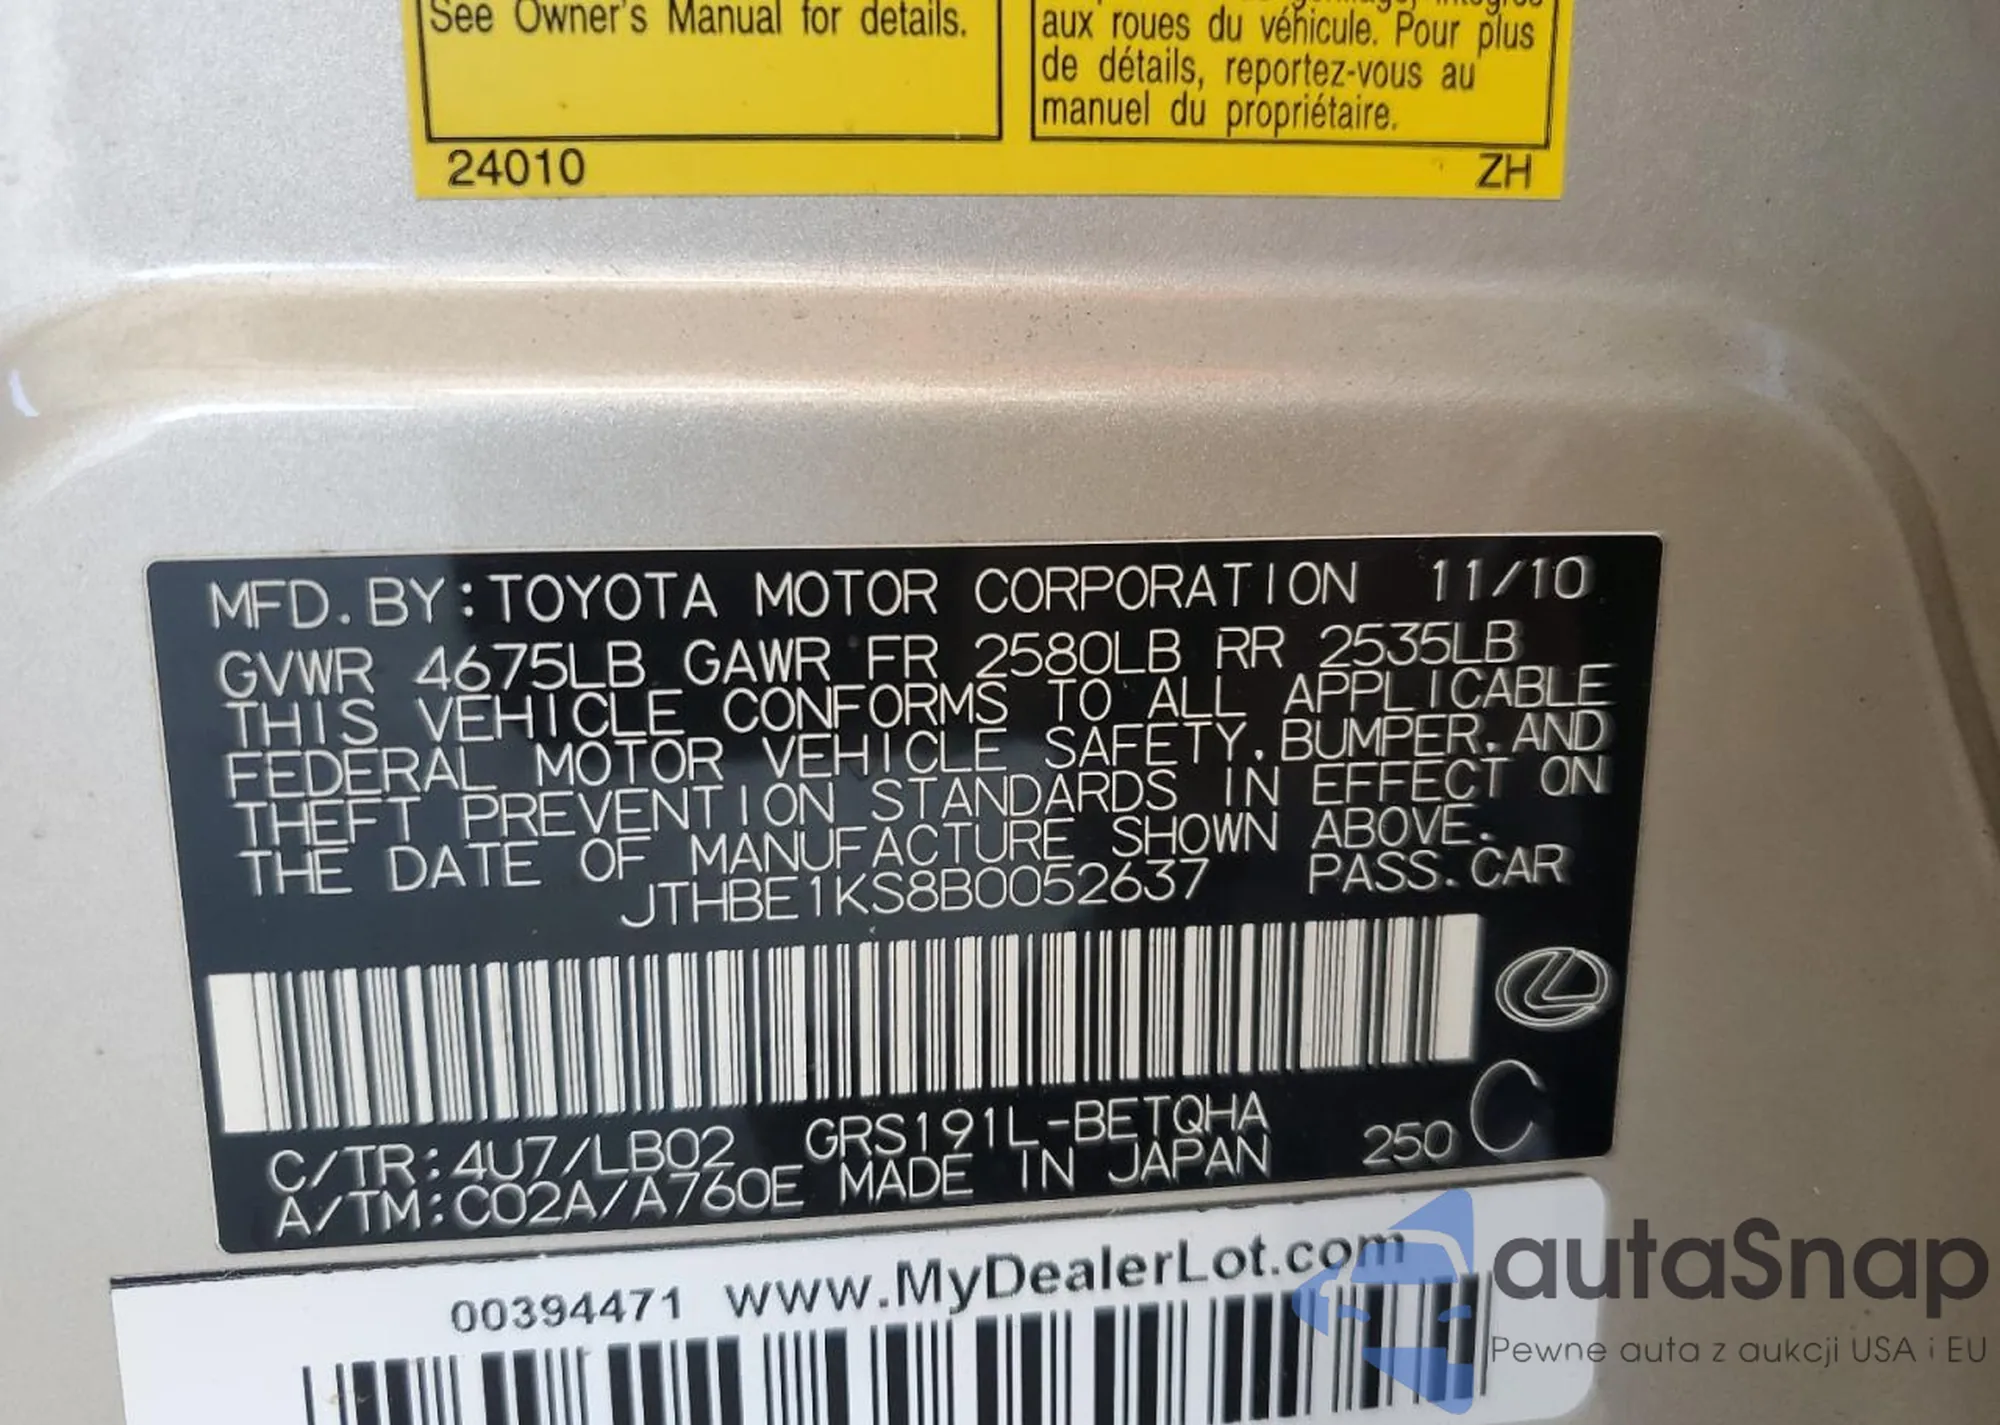 See Owner's Manual for details.
aux roues du véhicule. Pour plus
de détails, reportez-vous au
manuel du propriétaire.
24010
ZH
MFD. BY: TOYOTA MOTOR CORPORATION 11/10
GVWR 4675LB GAWR FR 2580LB RR 2535LB
THIS VEHICLE CONFORMS TO ALL APPLICABLE
FEDERAL MOTOR VEHICLE SAFETY, BUMPER, AND
THEFT PREVENTION STANDARDS IN EFFECT ON
THE DATE OF MANUFACTURE SHOWN ABOVE.
JTHBE1KS8B0052637 PASS. CAR
C/TR: 4U7/LB02 GRS191L-BETQHA
A/TM: C02A/A760E MADE IN JAPAN 250 C
00394471 www.MyDealerLot.com
autaSnap
Pewne auta z aukcji USA i EU